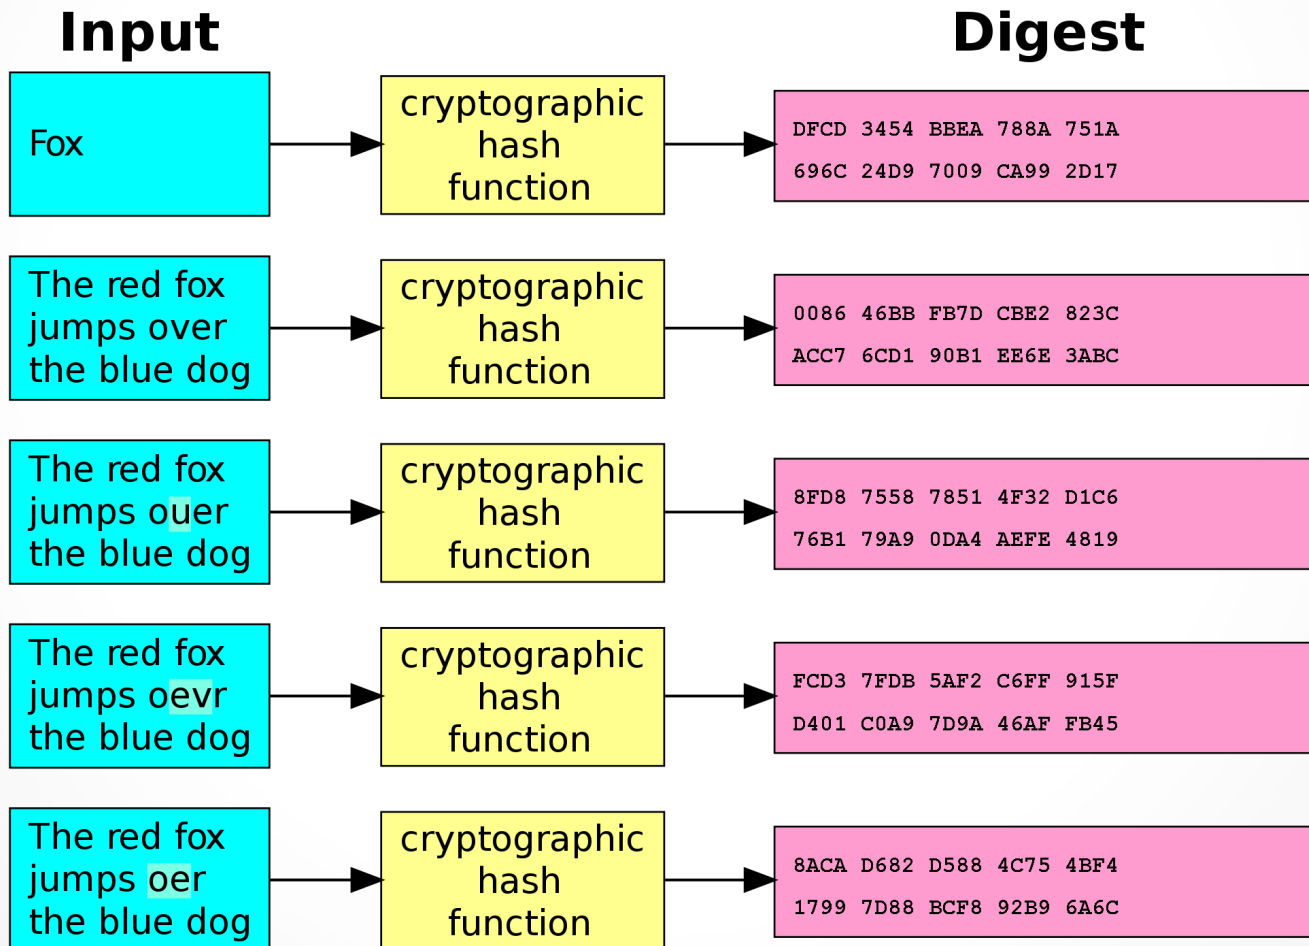 Input
Digest
Fox
cryptographic
hash
function
DFCD 3454 BBEA 788A 751A
696C 24D9 7009 CA99 2D17
The red fox
jumps over
the blue dog
cryptographic
hash
function
0086 46BB FB7D CBE2 823C
ACC7 6CD1 90B1 EE6E 3ABC
The red fox
jumps ouer
the blue dog
cryptographic
hash
function
8FD8 7558 7851 4F32 D1C6
76B1 79A9 0DA4 AEFE 4819
The red fox
jumps oevr
the blue dog
cryptographic
hash
function
FCD3 7FDB 5AF2 C6FF 915F
D401 C0A9 7D9A 46AF FB45
The red fox
jumps oer
the blue dog
cryptographic
hash
function
8ACA D682 D588 4C75 4BF4
1799 7D88 BCF8 92B9 6A6C